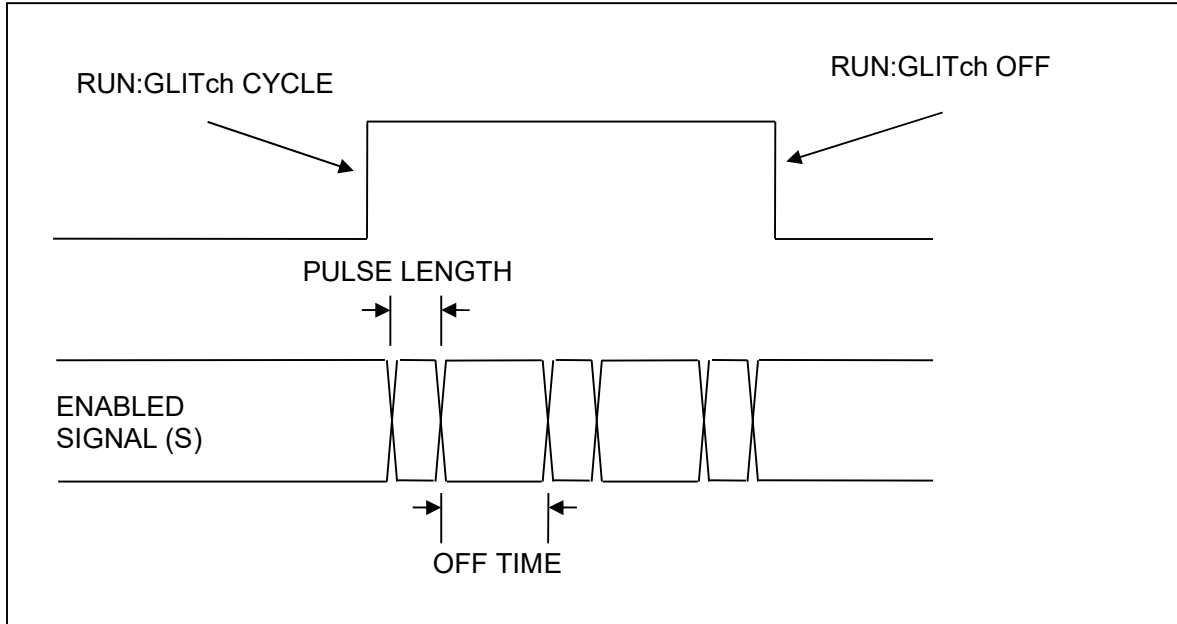 RUN:GLITch CYCLE
RUN:GLITch OFF
PULSE LENGTH
ENABLED
SIGNAL (S)
OFF TIME